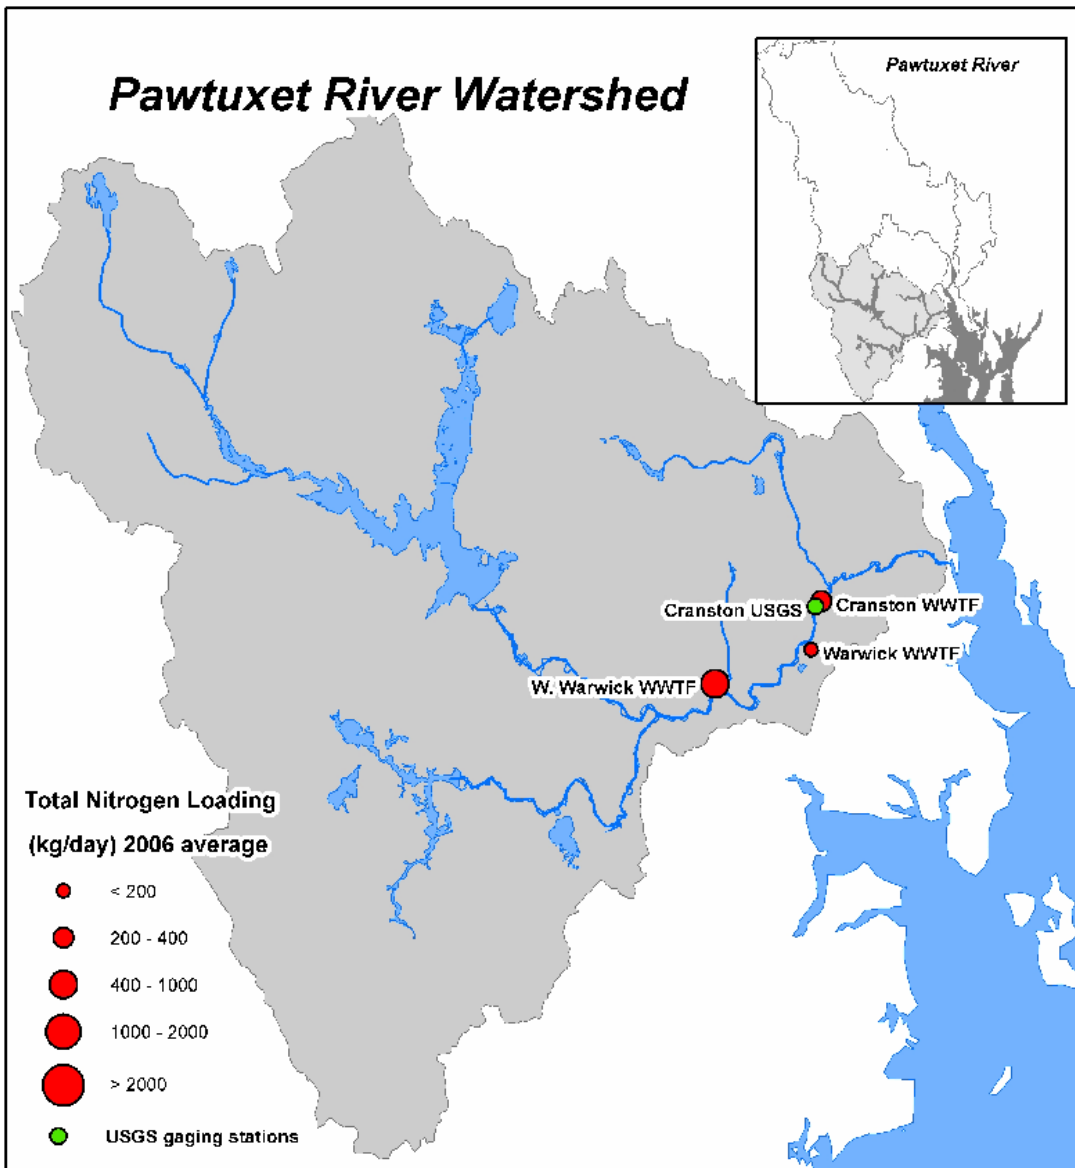 Pawtuxet River Watershed
Pawtuxet River
Cranston USGS
Cranston WWTF
Warwick WWTF
W. Warwick WWTF
Total Nitrogen Loading
(kg/day) 2006 average
< 200
200 - 400
400 - 1000
1000 - 2000
> 2000
USGS gaging stations